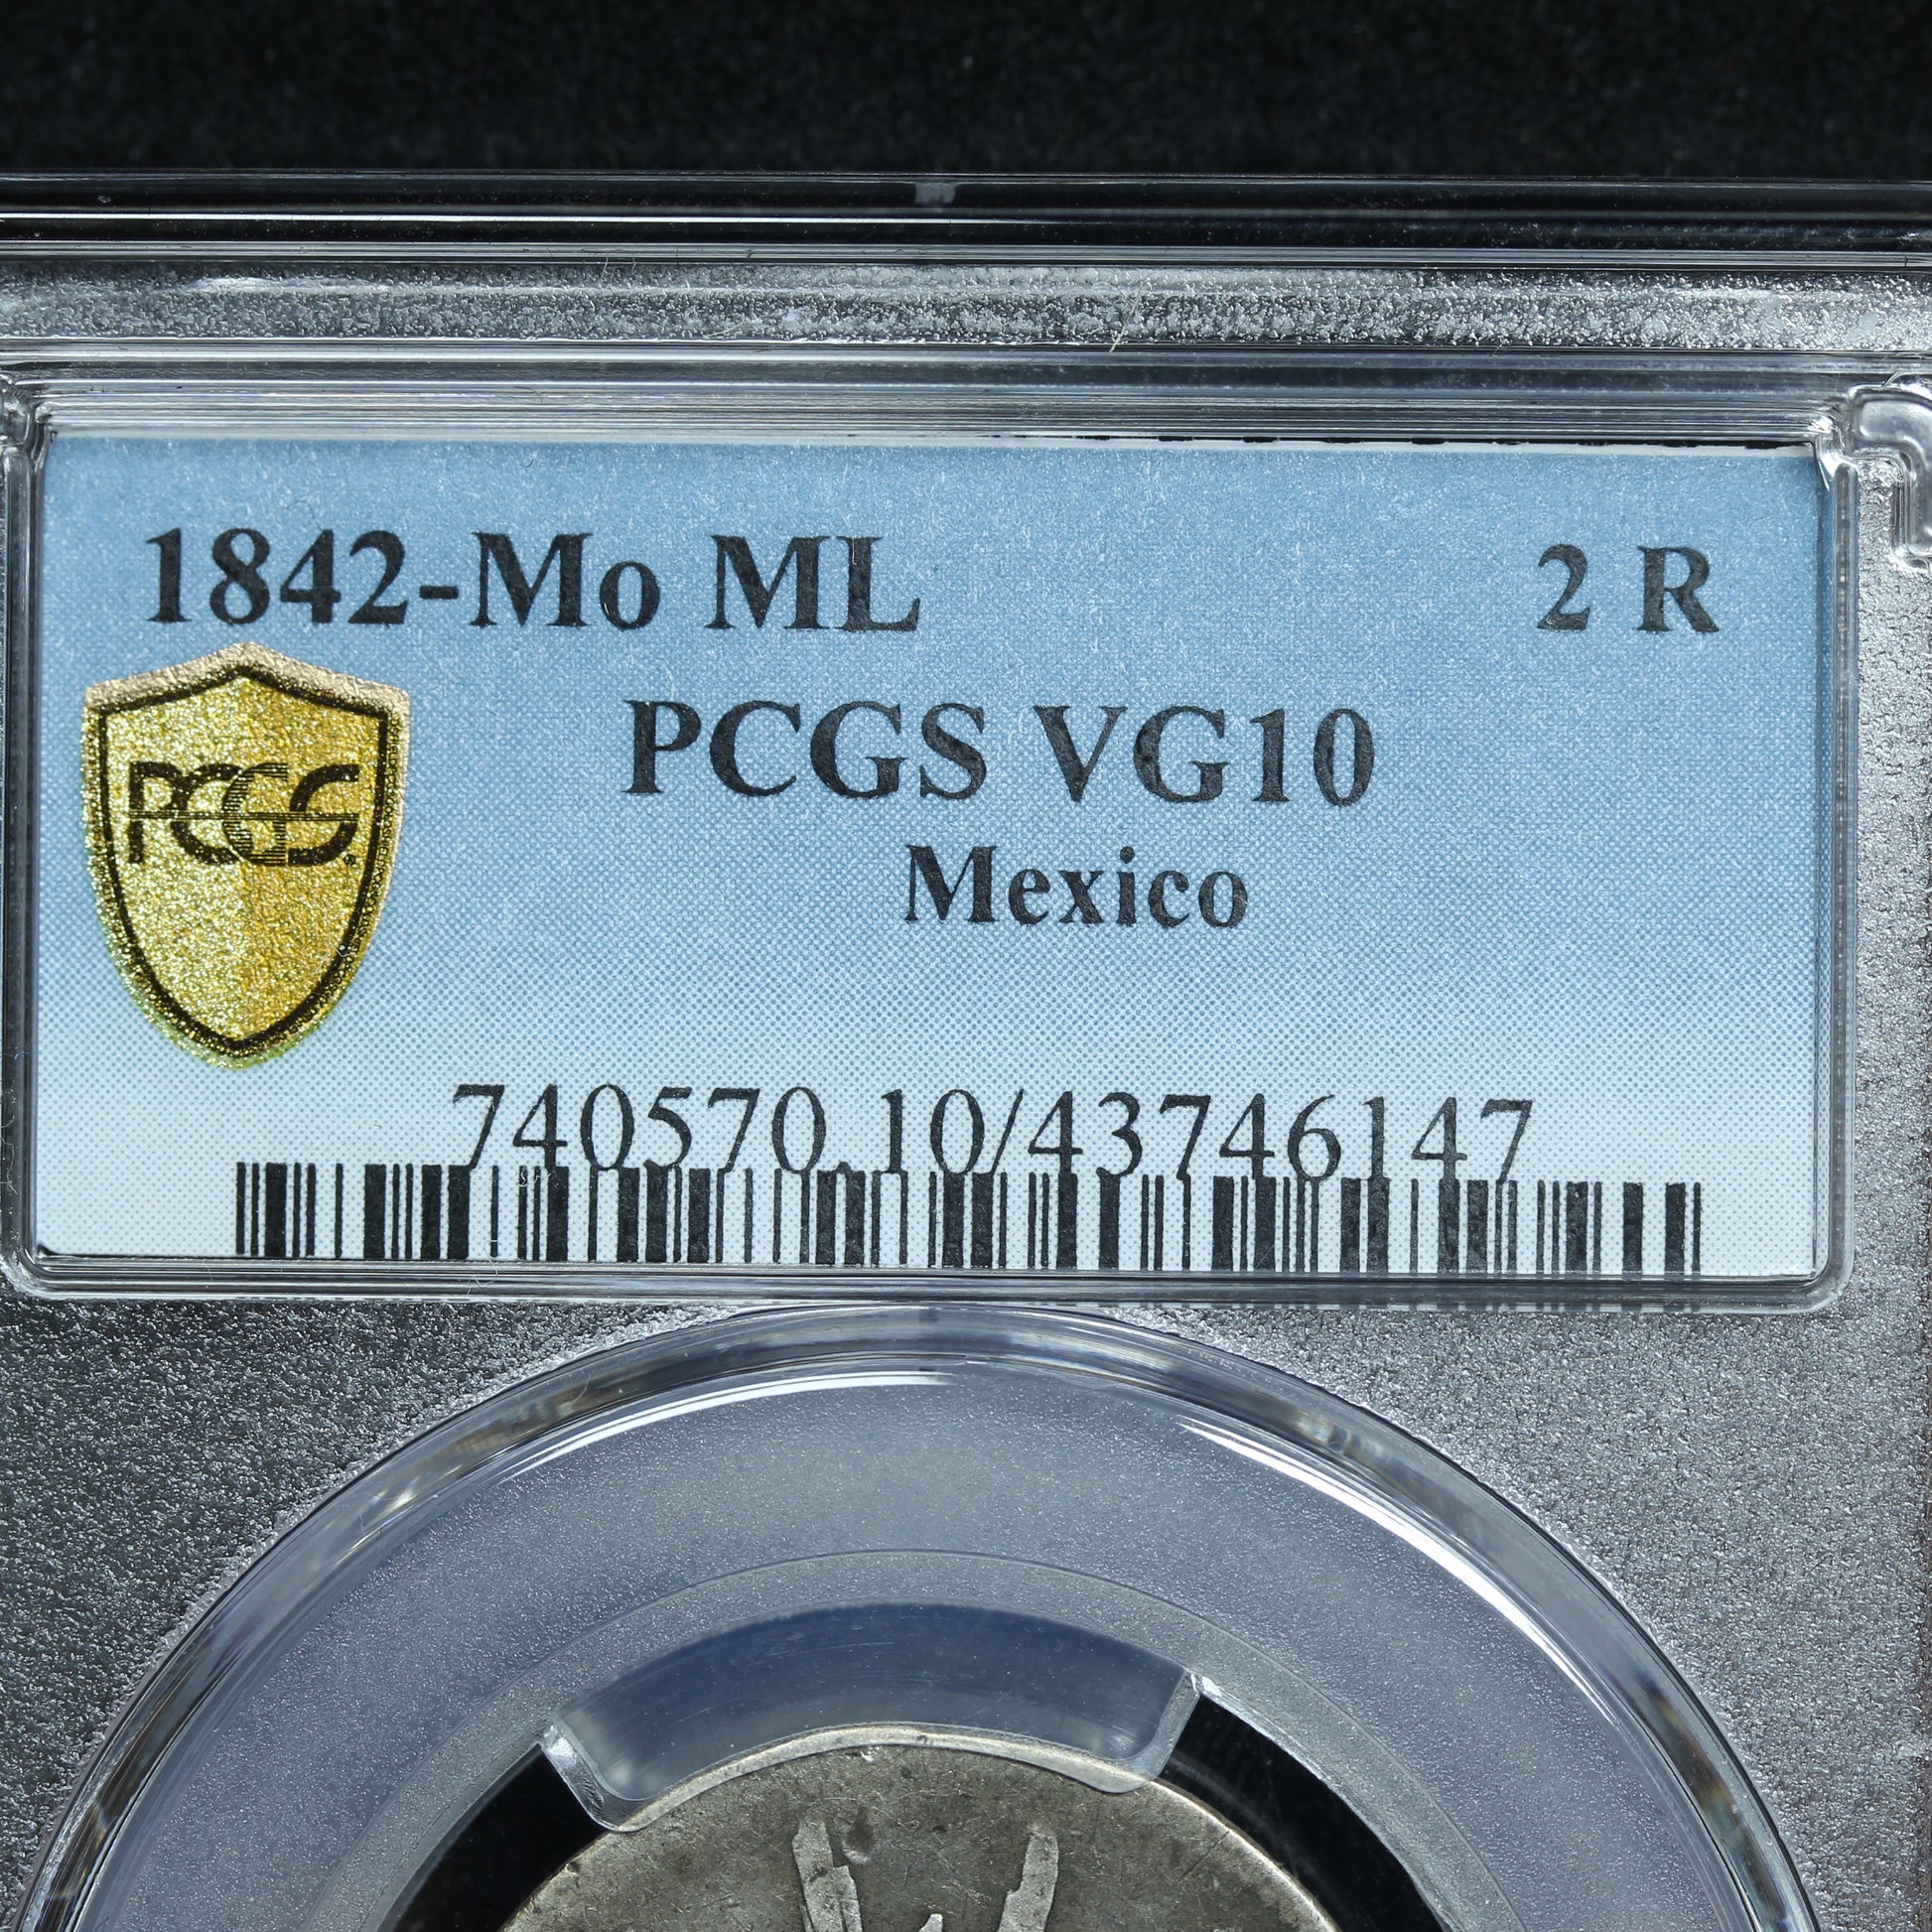 1842-Mo ML 2 R
PCGS VG10
PCGS
Mexico
740570.10/43746147